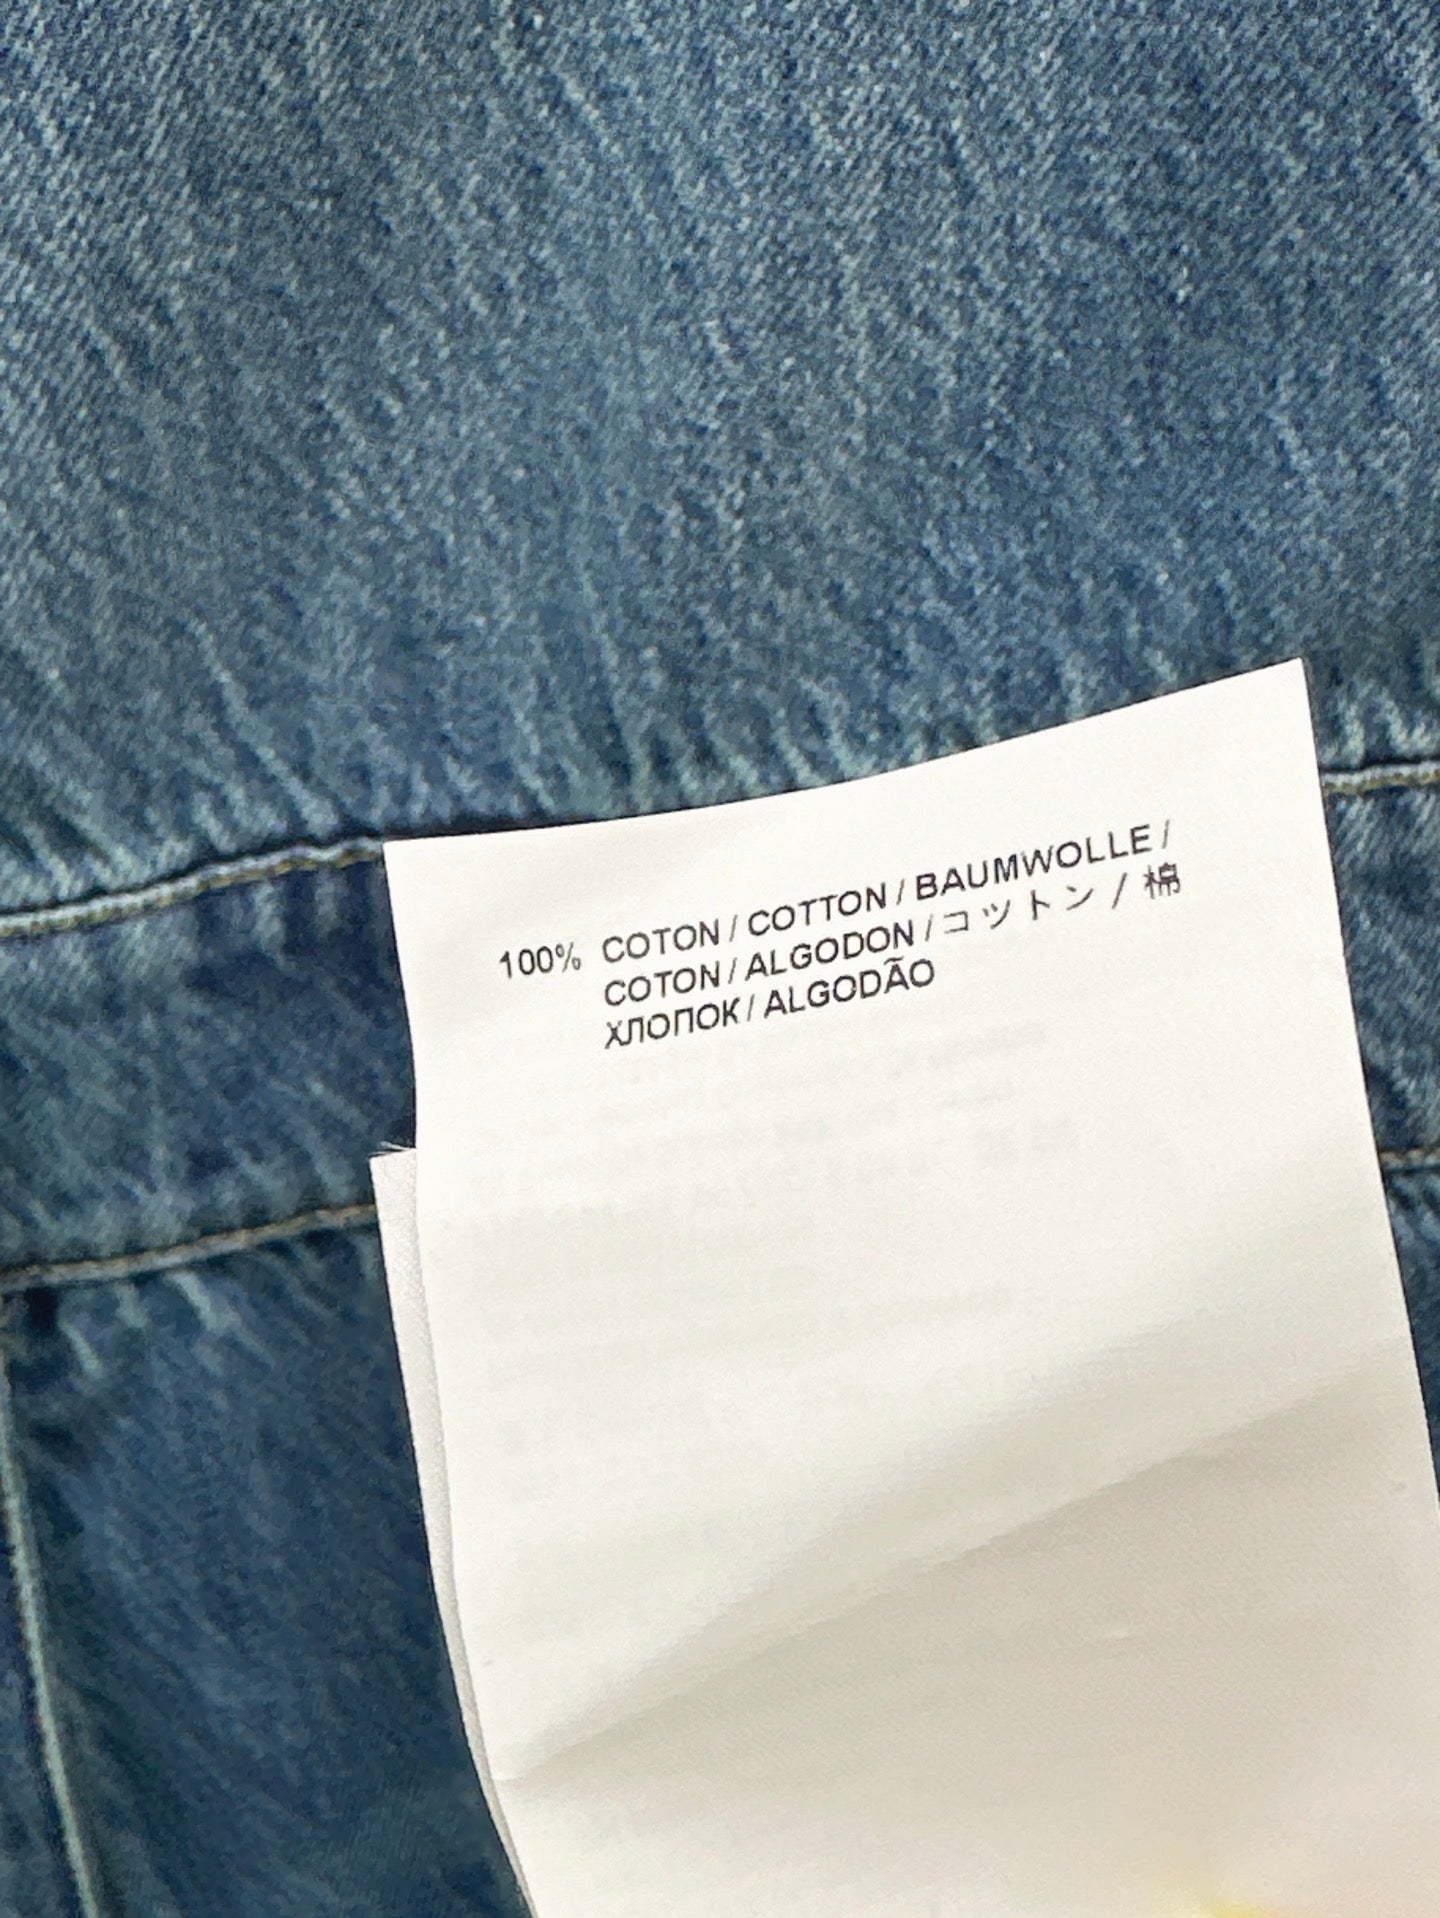 100% COTON / COTTON / BAUMWOLLE /
COTON / ALGODON / コットン / 棉
ХЛОПОК / ALGODÃO